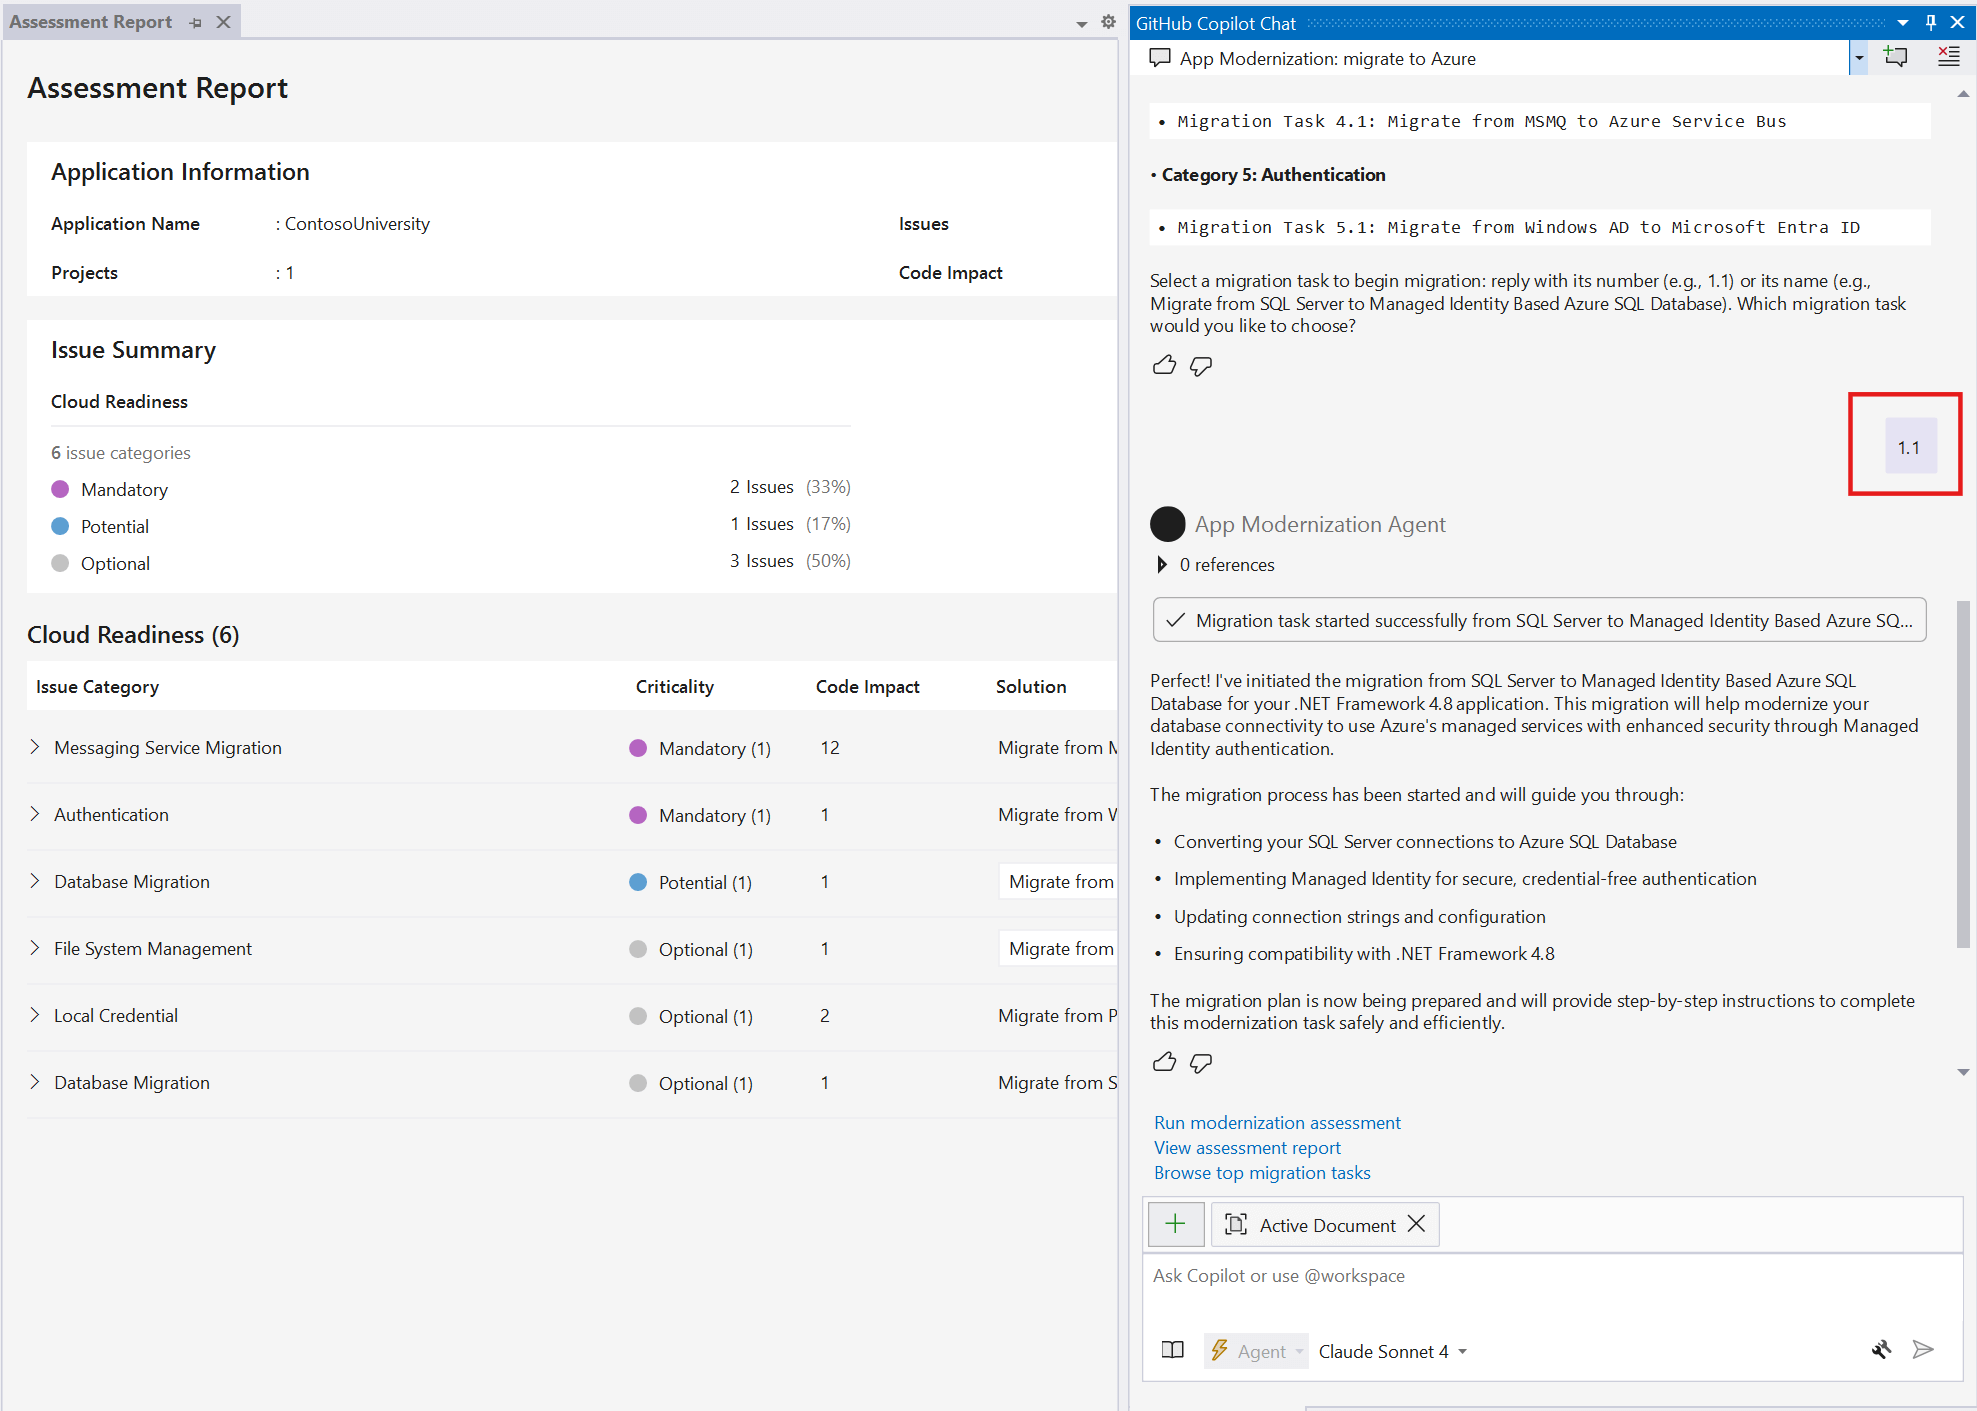 Assessment Report
Assessment Report
Application Information
Application Name : ContosoUniversity Issues
Projects : 1 Code Impact
Issue Summary
Cloud Readiness
6 issue categories
Mandatory 2 Issues (33%)
Potential 1 Issues (17%)
Optional 3 Issues (50%)
Cloud Readiness (6)
Issue Category Criticality Code Impact Solution
Messaging Service Migration Mandatory (1) 12 Migrate from M
Authentication Mandatory (1) 1 Migrate from
Database Migration Potential (1) 1 Migrate from
File System Management Optional (1) 1 Migrate from
Local Credential Optional (1) 2 Migrate from P
Database Migration Optional (1) 1 Migrate from S
GitHub Copilot Chat
App Modernization: migrate to Azure
• Migration Task 4.1: Migrate from MSMQ to Azure Service Bus
• Category 5: Authentication
• Migration Task 5.1: Migrate from Windows AD to Microsoft Entra ID
Select a migration task to begin migration: reply with its number (e.g., 1.1) or its name (e.g.,
Migrate from SQL Server to Managed Identity Based Azure SQL Database). Which migration task
would you like to choose?
1.1
App Modernization Agent
0 references
Migration task started successfully from SQL Server to Managed Identity Based Azure SQ...
Perfect! I've initiated the migration from SQL Server to Managed Identity Based Azure SQL
Database for your .NET Framework 4.8 application. This migration will help modernize your
database connectivity to use Azure's managed services with enhanced security through Managed
Identity authentication.
The migration process has been started and will guide you through:
• Converting your SQL Server connections to Azure SQL Database
• Implementing Managed Identity for secure, credential-free authentication
• Updating connection strings and configuration
• Ensuring compatibility with .NET Framework 4.8
The migration plan is now being prepared and will provide step-by-step instructions to complete
this modernization task safely and efficiently.
Run modernization assessment
View assessment report
Browse top migration tasks
Active Document
Ask Copilot or use @workspace
Agent Claude Sonnet 4